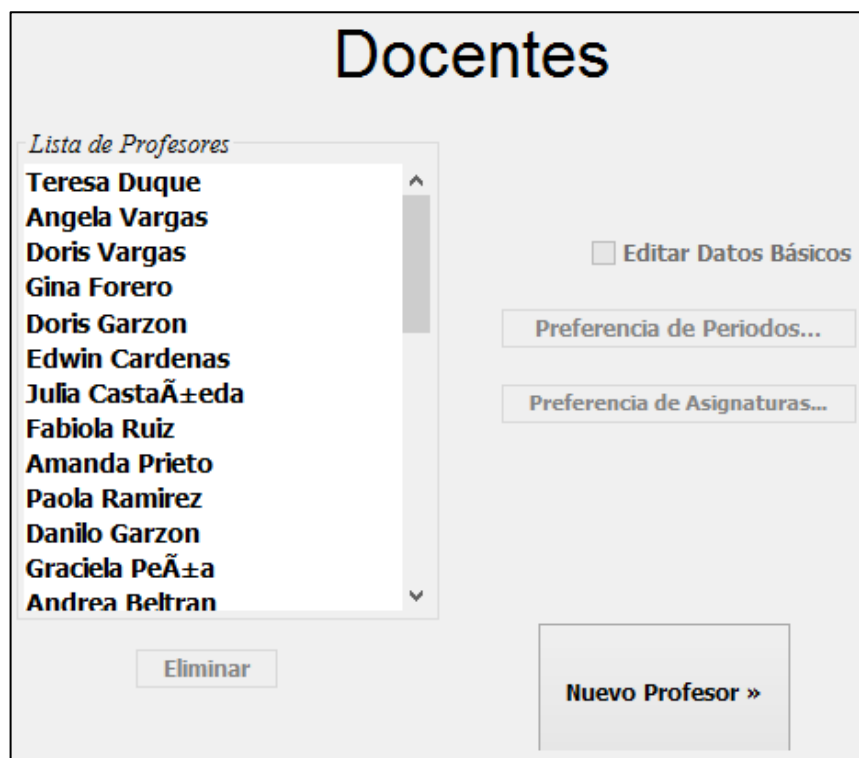 Docentes
Lista de Profesores
Teresa Duque
Angela Vargas
Doris Vargas
Gina Forero
Doris Garzon
Edwin Cardenas
Julia CastaÃ±eda
Fabiola Ruiz
Amanda Prieto
Paola Ramirez
Danilo Garzon
Graciela PeÃ±a
Andrea Beltran
Eliminar
Editar Datos Básicos
Preferencia de Periodos...
Preferencia de Asignaturas...
Nuevo Profesor »